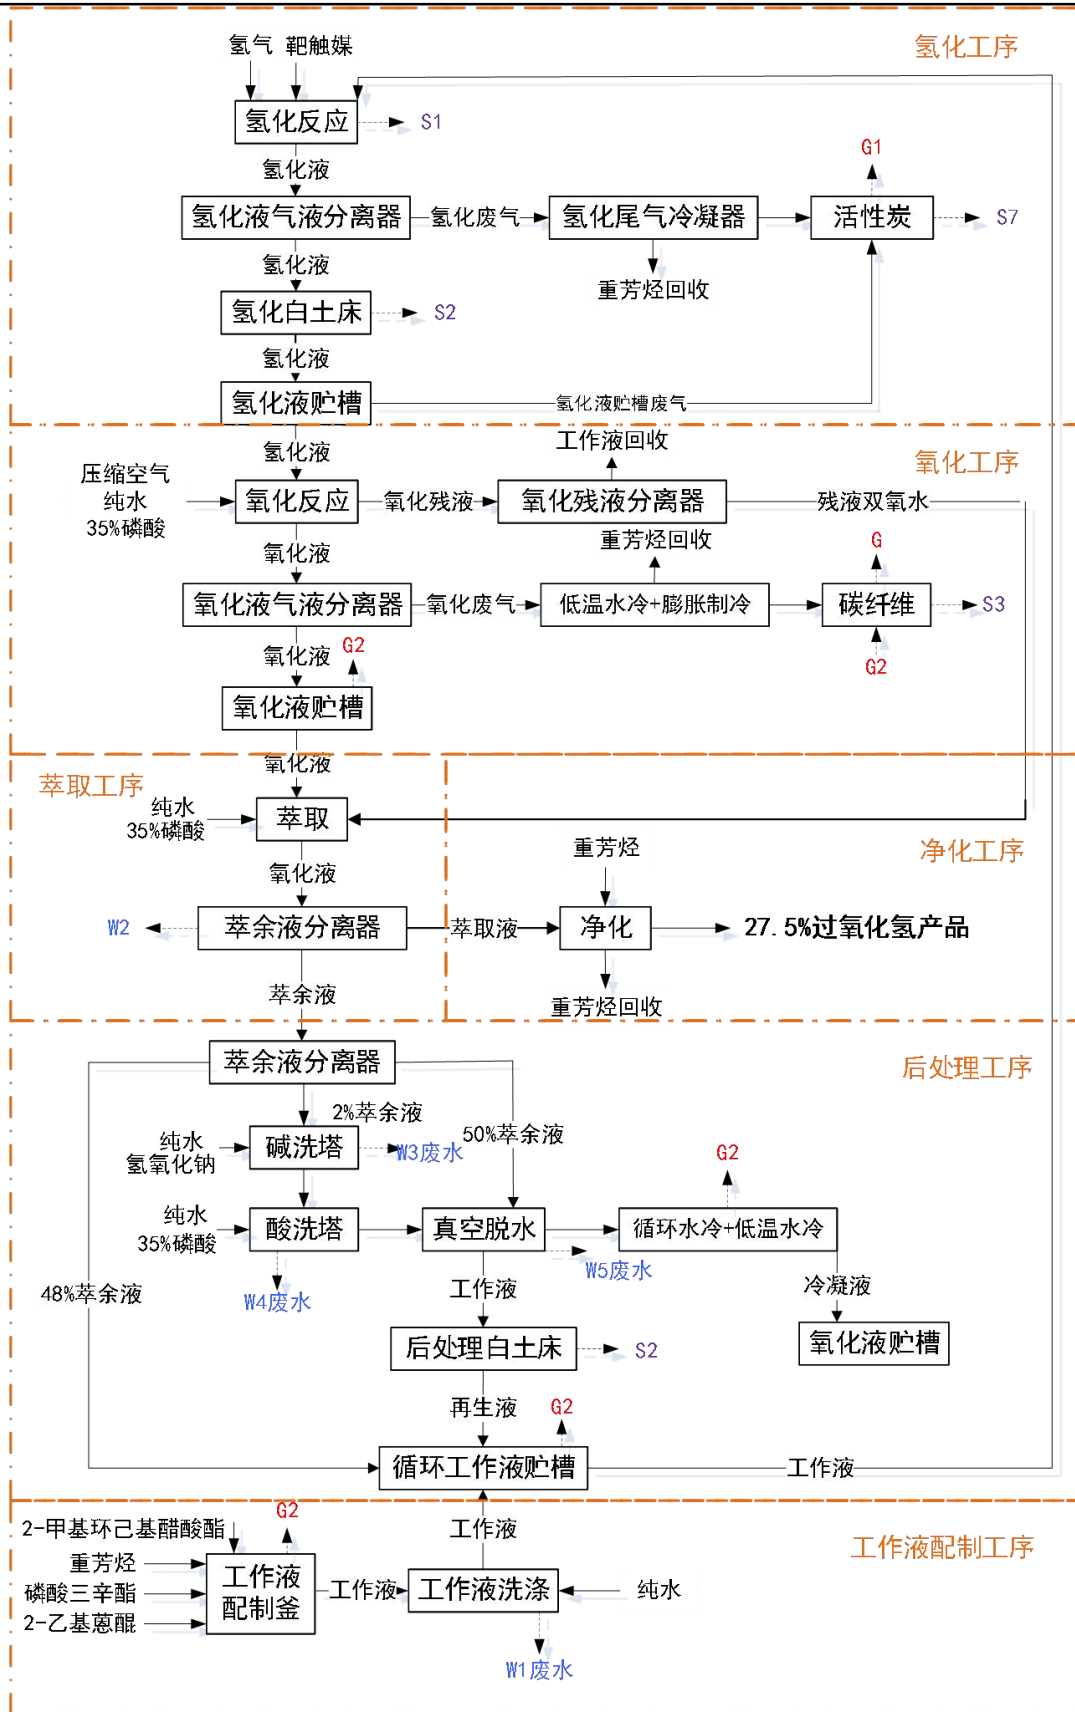 氢化工序
氢气 靶触媒
氢化反应
S1
氢化液
G1
氢化液气液分离器
氢化废气
氢化尾气冷凝器
活性炭
S7
氢化液
重芳烃回收
氢化白土床
S2
氢化液
氢化液贮槽
氢化液贮槽废气
氢化液
工作液回收
氧化工序
压缩空气
纯水
35%磷酸
氧化反应
氧化残液
氧化残液分离器
残液双氧水
氧化液
重芳烃回收
G
氧化液气液分离器
氧化废气
低温水冷+膨胀制冷
碳纤维
S3
氧化液
G2
G2
氧化液贮槽
氧化液
萃取工序
纯水
35%磷酸
萃取
重芳烃
净化工序
氧化液
W2
萃余液分离器
萃取液
净化
27.5%过氧化氢产品
萃余液
重芳烃回收
萃余液分离器
后处理工序
2%萃余液
50%萃余液
纯水
氢氧化钠
碱洗塔
W3废水
G2
纯水
35%磷酸
酸洗塔
真空脱水
循环水冷+低温水冷
W5废水
48%萃余液
W4废水
工作液
冷凝液
后处理白土床
S2
氧化液贮槽
再生液
G2
循环工作液贮槽
工作液
G2
2-甲基环己基醋酸酯
工作液
工作液配制工序
重芳烃
磷酸三辛酯
2-乙基蒽醌
工作液
配制釜
工作液
工作液洗涤
纯水
W1废水